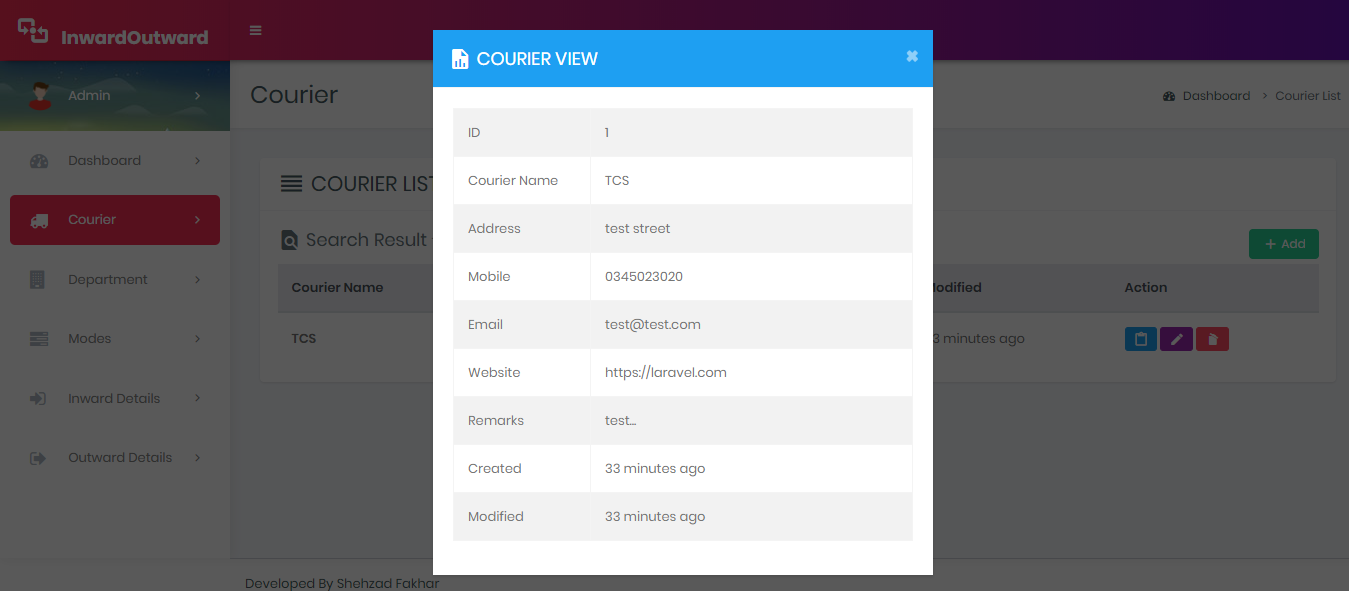 InwardOutward
COURIER VIEW
Admin
Courier
Dashboard > Courier List
ID 1
Dashboard
Courier Name TCS
COURIER LIST
Courier
Address test street
Search Result
Add
Mobile 0345023020
Department
Courier Name
Modified Action
Email test@test.com
Modes
TCS
3 minutes ago
Website https://laravel.com
Inward Details
Remarks test...
Outward Details
Created 33 minutes ago
Modified 33 minutes ago
Developed By Shehzad Fakhar